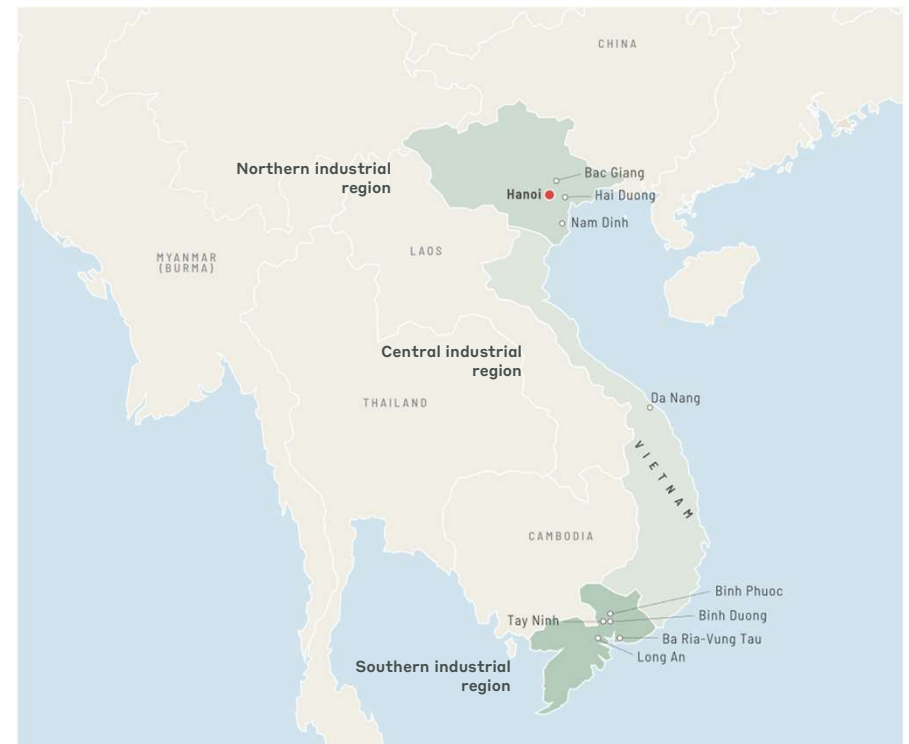 CHINA
Northern industrial
region
Bac Giang
Hanoi
Hai Duong
Nam Dinh
LAOS
MYANMAR
(BURMA)
Central industrial
region
THAILAND
Da Nang
VIETNAM
CAMBODIA
Binh Phuoc
Binh Duong
Tay Ninh
Ba Ria-Vung Tau
Long An
Southern industrial
region